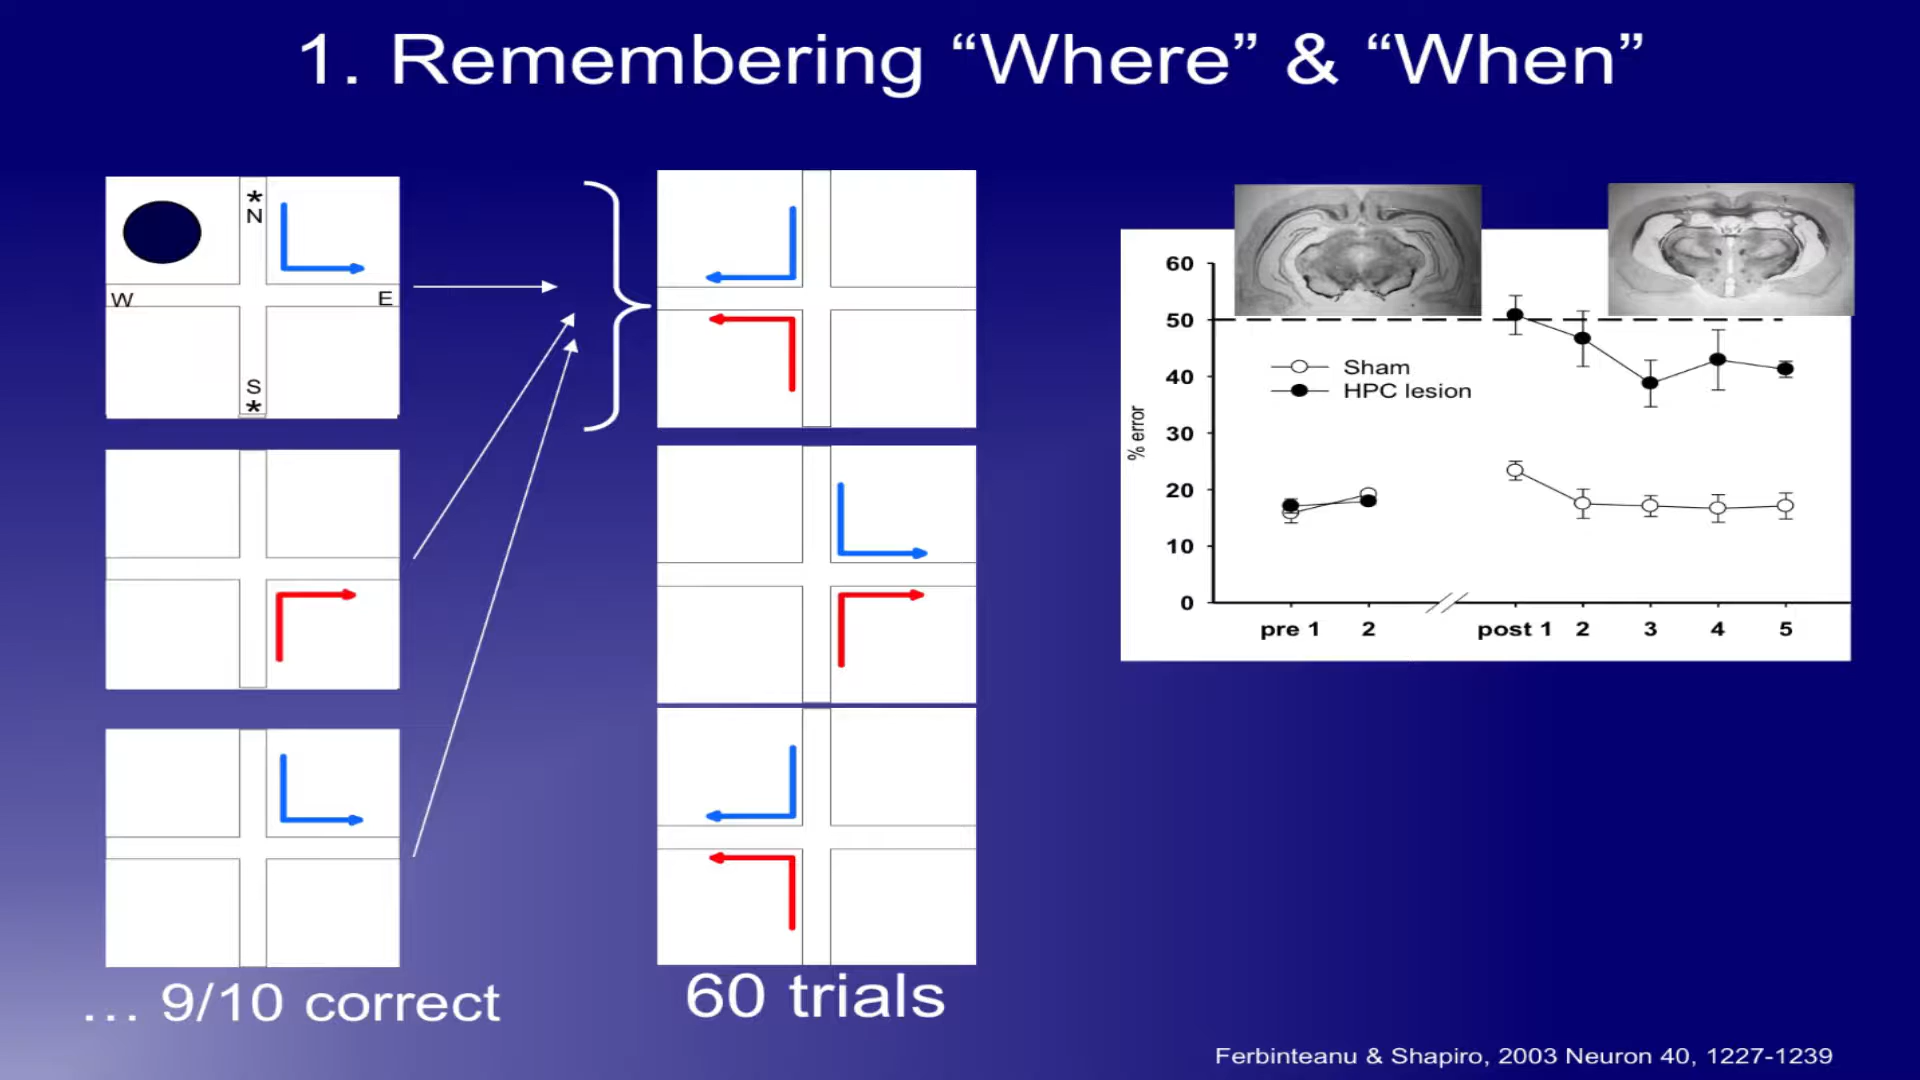 1. Remembering “Where” & “When”
*
N
W
E
S
*
… 9/10 correct
60 trials
60
50
40
30
20
10
0
% error
Sham
HPC lesion
pre 1 2 post 1 2 3 4 5
Ferbinteanu & Shapiro, 2003 Neuron 40, 1227-1239